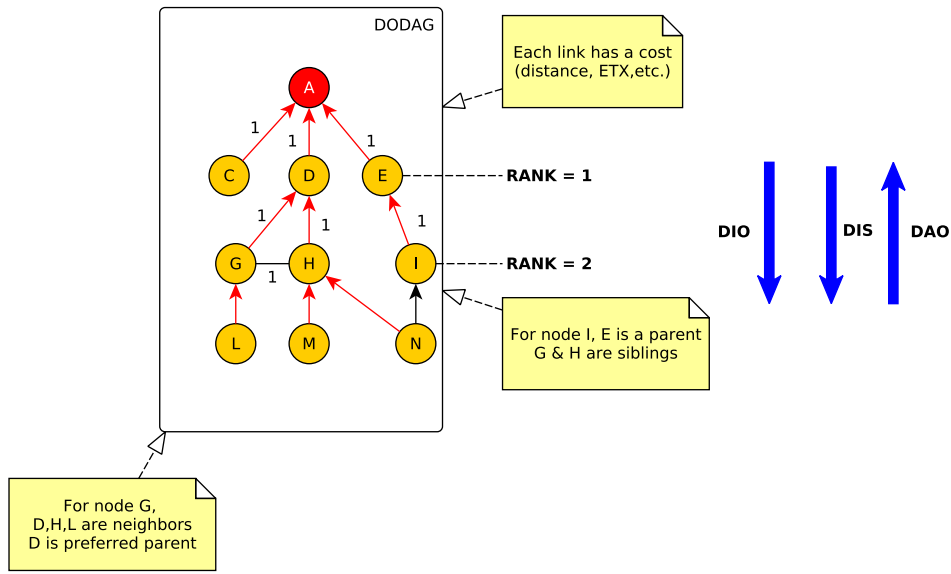 DODAG
Each link has a cost
(distance, ETX,etc.)
A
1
1
1
C
D
E
RANK = 1
1
1
1
DIO
DIS
DAO
G
1
H
I
RANK = 2
For node I, E is a parent
G & H are siblings
L
M
N
For node G,
D,H,L are neighbors
D is preferred parent